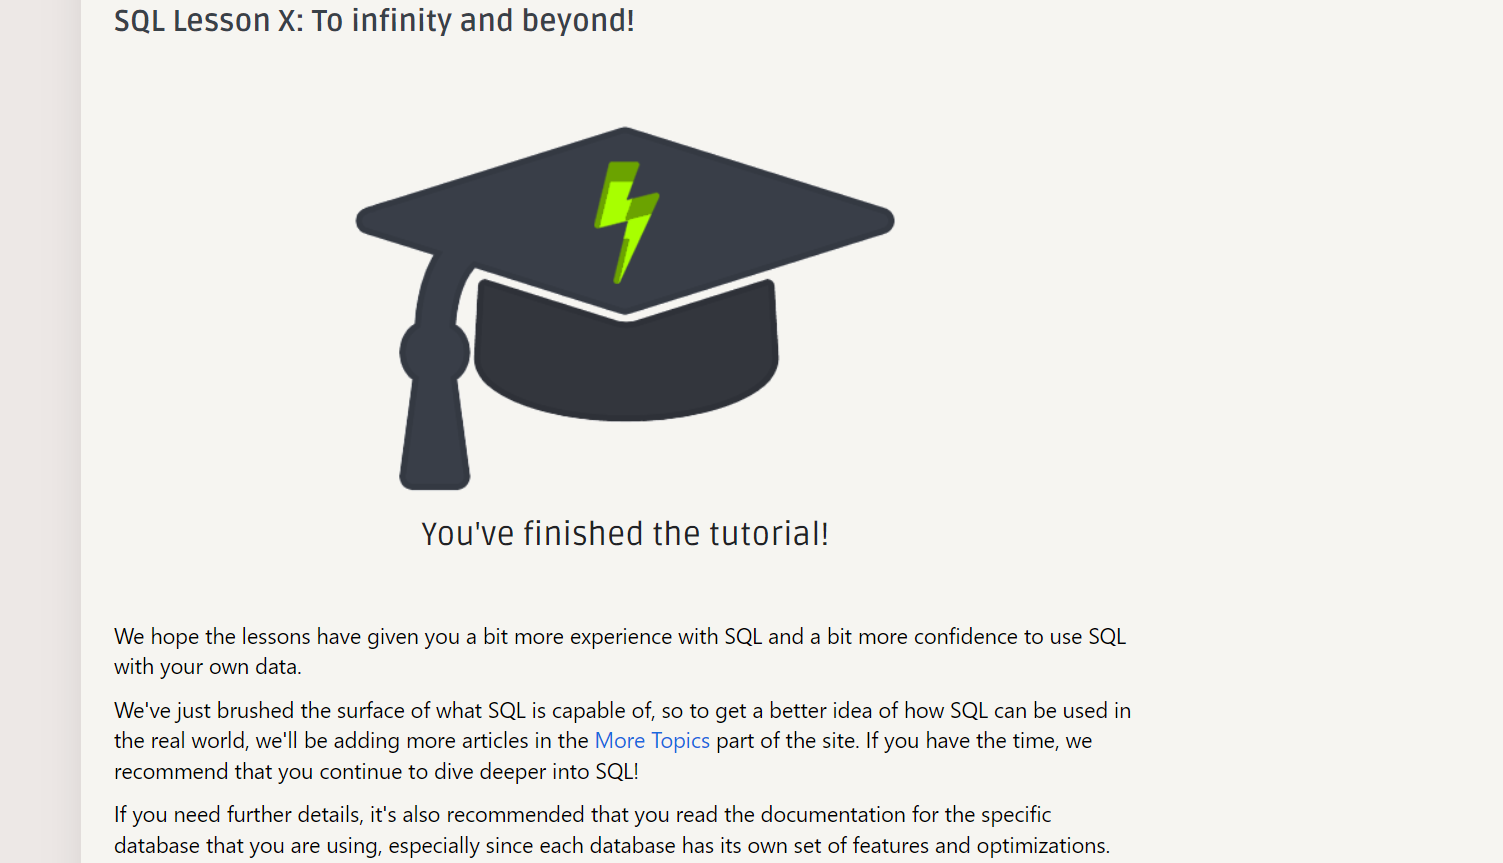 SQL Lesson X: To infinity and beyond!
You've finished the tutorial!
We hope the lessons have given you a bit more experience with SQL and a bit more confidence to use SQL
with your own data.
We've just brushed the surface of what SQL is capable of, so to get a better idea of how SQL can be used in
the real world, we'll be adding more articles in the More Topics part of the site. If you have the time, we
recommend that you continue to dive deeper into SQL!
If you need further details, it's also recommended that you read the documentation for the specific
database that you are using, especially since each database has its own set of features and optimizations.